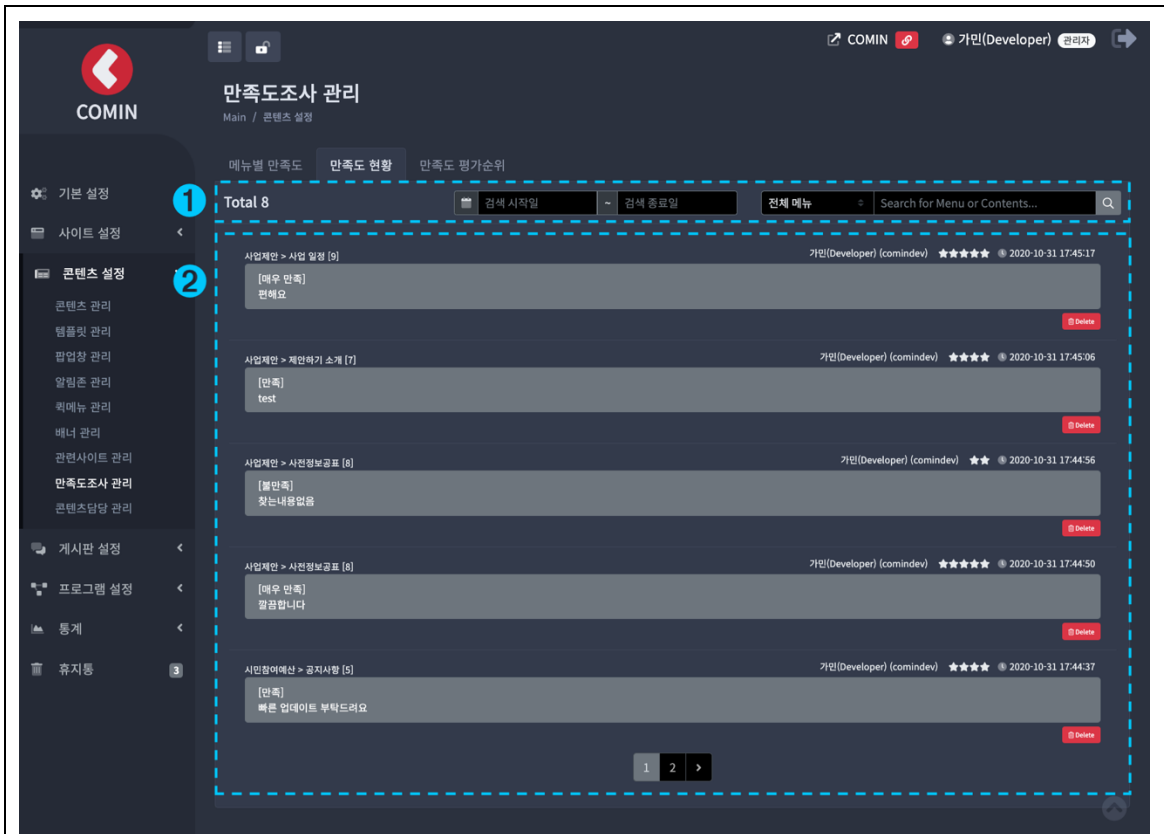 COMIN
COMIN 가민(Developer) 관리자
만족도조사 관리
Main / 콘텐츠 설정
메뉴별 만족도 만족도 현황 만족도 평가순위
기본 설정
사이트 설정
콘텐츠 설정
콘텐츠 관리
템플릿 관리
팝업창 관리
알림존 관리
퀵메뉴 관리
배너 관리
관련사이트 관리
만족도조사 관리
콘텐츠담당 관리
게시판 설정
프로그램 설정
통계
휴지통 3
1
Total 8 검색 시작일 ~ 검색 종료일 전체 메뉴 Search for Menu or Contents...
2
사업제안 > 사업 일정 [9] 가민(Developer) (comindev) ★★★★★ 2020-10-31 17:45:17
[매우 만족]
편해요
Delete
사업제안 > 제안하기 소개 [7] 가민(Developer) (comindev) ★★★★ 2020-10-31 17:45:06
[만족]
test
Delete
사업제안 > 사전정보공표 [8] 가민(Developer) (comindev) ★★ 2020-10-31 17:44:56
[불만족]
찾는내용없음
Delete
사업제안 > 사전정보공표 [8] 가민(Developer) (comindev) ★★★★★ 2020-10-31 17:44:50
[매우 만족]
깔끔합니다
Delete
시민참여예산 > 공지사항 [5] 가민(Developer) (comindev) ★★★★ 2020-10-31 17:44:37
[만족]
빠른 업데이트 부탁드려요
Delete
1 2 >